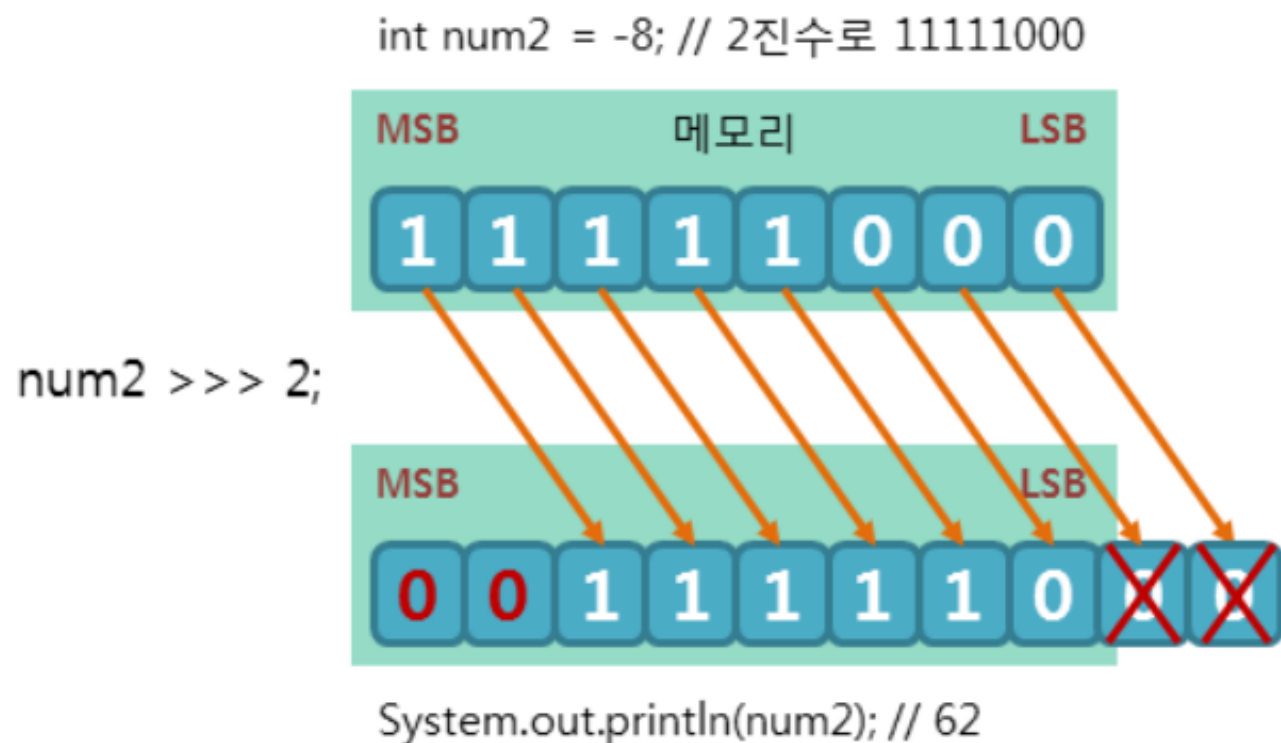 int num2 = -8; // 2진수로 11111000
MSB 메모리 LSB
1 1 1 1 1 0 0 0
num2 >>> 2;
MSB LSB
0 0 1 1 1 1 1 0 0 0
System.out.println(num2); // 62